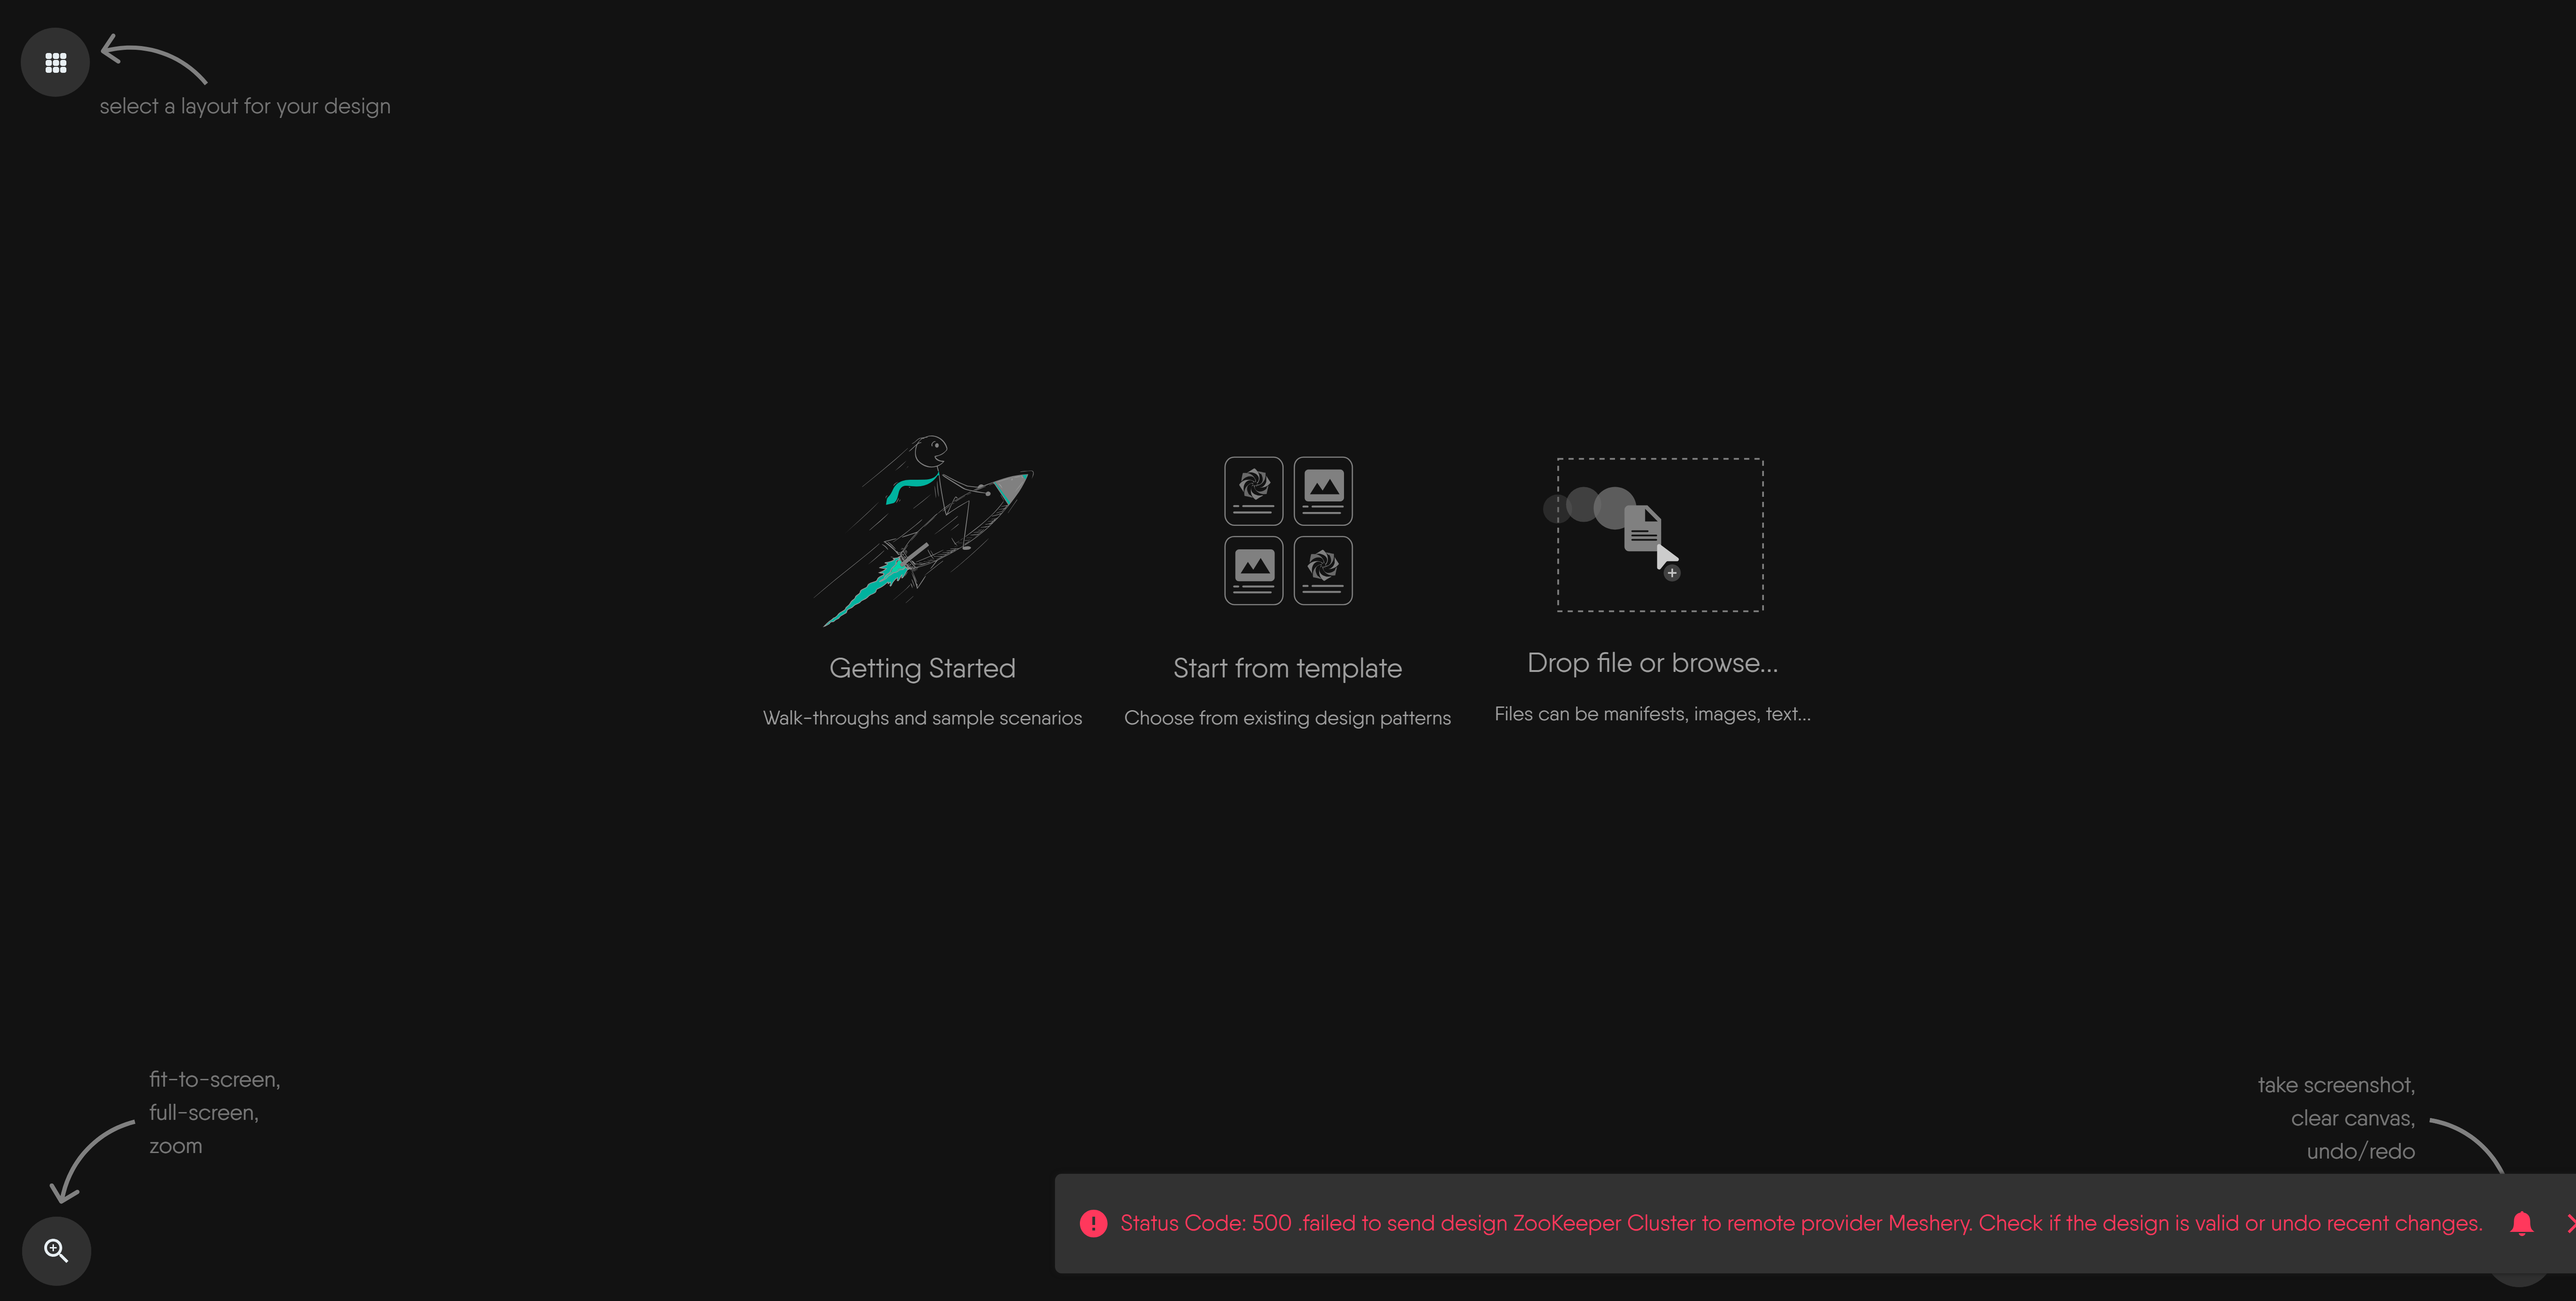 select a layout for your design
Getting Started
Walk-throughs and sample scenarios
Start from template
Choose from existing design patterns
Drop file or browse...
Files can be manifests, images, text...
fit-to-screen,
full-screen,
zoom
take screenshot,
clear canvas,
undo/redo
Status Code: 500 .failed to send design ZooKeeper Cluster to remote provider Meshery. Check if the design is valid or undo recent changes.